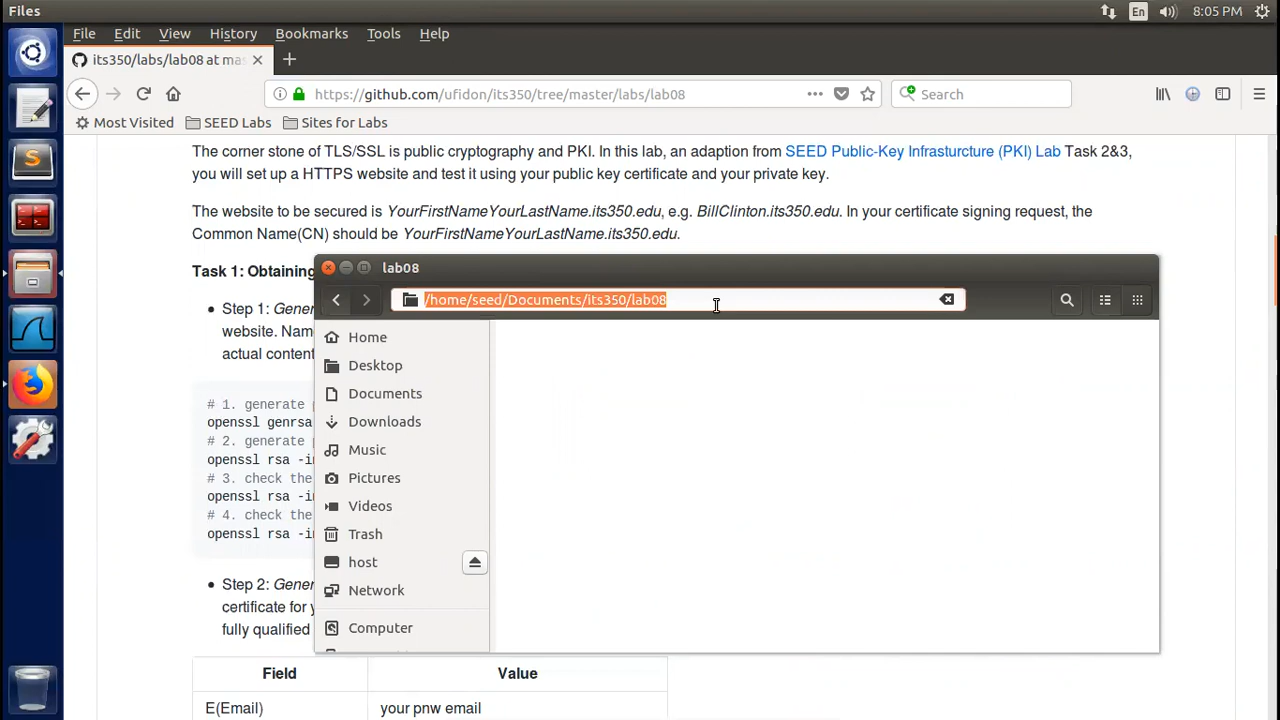 Files
En
8:05 PM
File Edit View History Bookmarks Tools Help
its350/labs/lab08 at mas
https://github.com/ufidon/its350/tree/master/labs/lab08
Search
Most Visited SEED Labs Sites for Labs
The corner stone of TLS/SSL is public cryptography and PKI. In this lab, an adaption from SEED Public-Key Infrasturcture (PKI) Lab Task 2&3,
you will set up a HTTPS website and test it using your public key certificate and your private key.
The website to be secured is YourFirstNameYourLastName.its350.edu, e.g. BillClinton.its350.edu. In your certificate signing request, the
Common Name(CN) should be YourFirstNameYourLastName.its350.edu.
Task 1: Obtaining
Step 1: Gener
website. Nam
actual content
# 1. generate p
openssl genrsa
# 2. generate p
openssl rsa -in
# 3. check the
openssl rsa -in
# 4. check the
openssl rsa -in
Step 2: Gener
certificate for y
fully qualified
Field Value
E(Email) your pnw email
lab08
/home/seed/Documents/its350/lab08
Home
Desktop
Documents
Downloads
Music
Pictures
Videos
Trash
host
Network
Computer